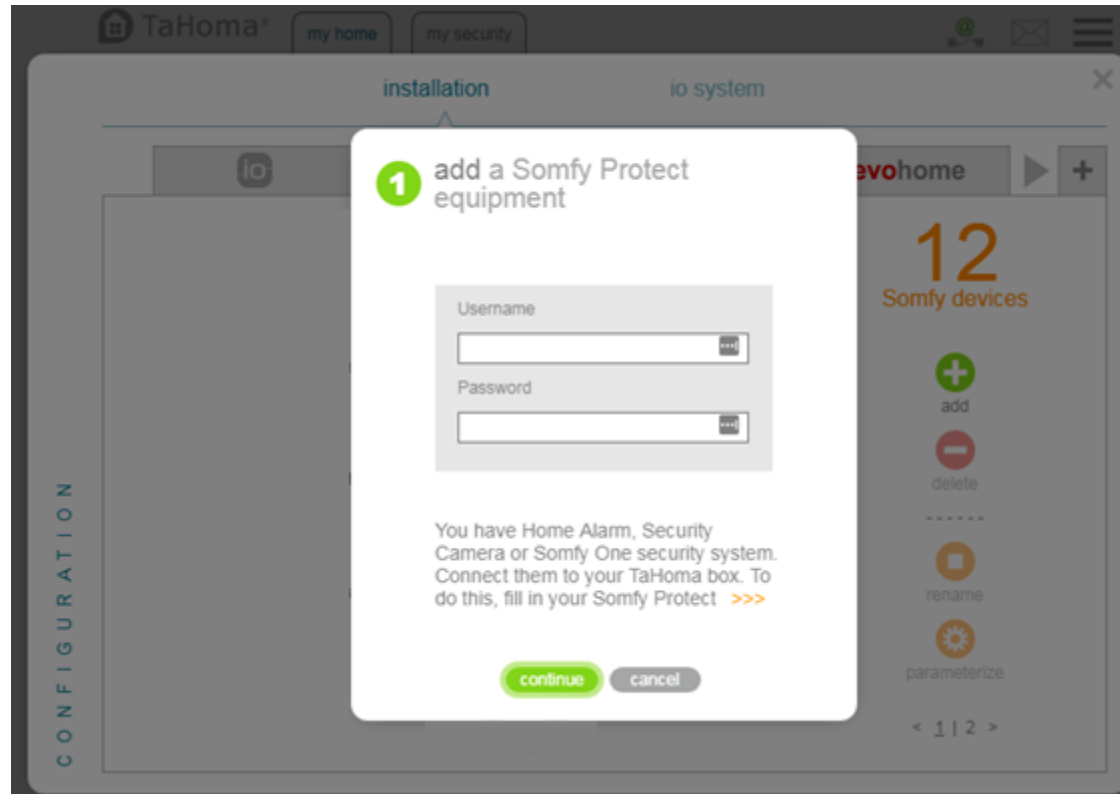 TaHoma®
my home
my security
@
installation
io system
io
evohome
+
1
add a Somfy Protect
equipment
Username
Password
You have Home Alarm, Security
Camera or Somfy One security system.
Connect them to your TaHoma box. To
do this, fill in your Somfy Protect >>>
continue
cancel
12
Somfy devices
add
delete
------
rename
parameterize
< 1 | 2 >
CONFIGURATION